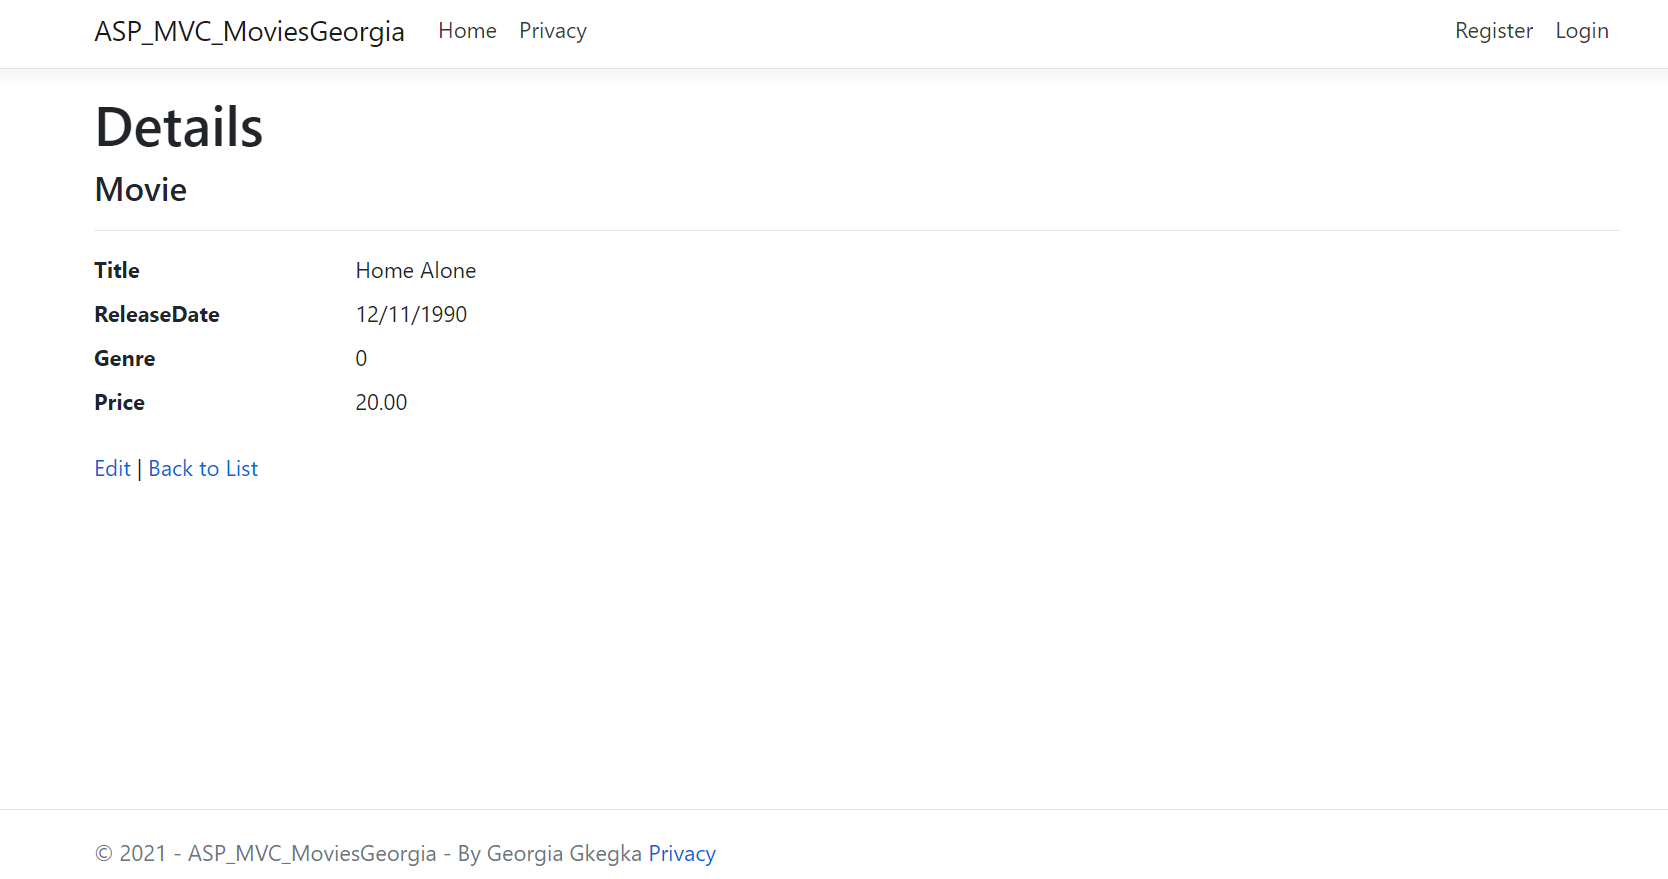 ASP_MVC_MoviesGeorgia Home Privacy Register Login
Details
Movie
Title Home Alone
ReleaseDate 12/11/1990
Genre 0
Price 20.00
Edit | Back to List
© 2021 - ASP_MVC_MoviesGeorgia - By Georgia Gkegka Privacy